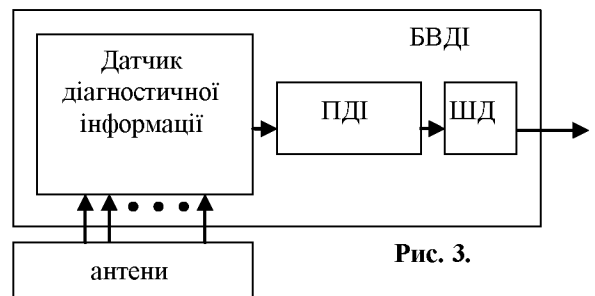 БВДІ
Датчик
діагностичної
інформації
ПДІ
ШД
антени
Рис. 3.